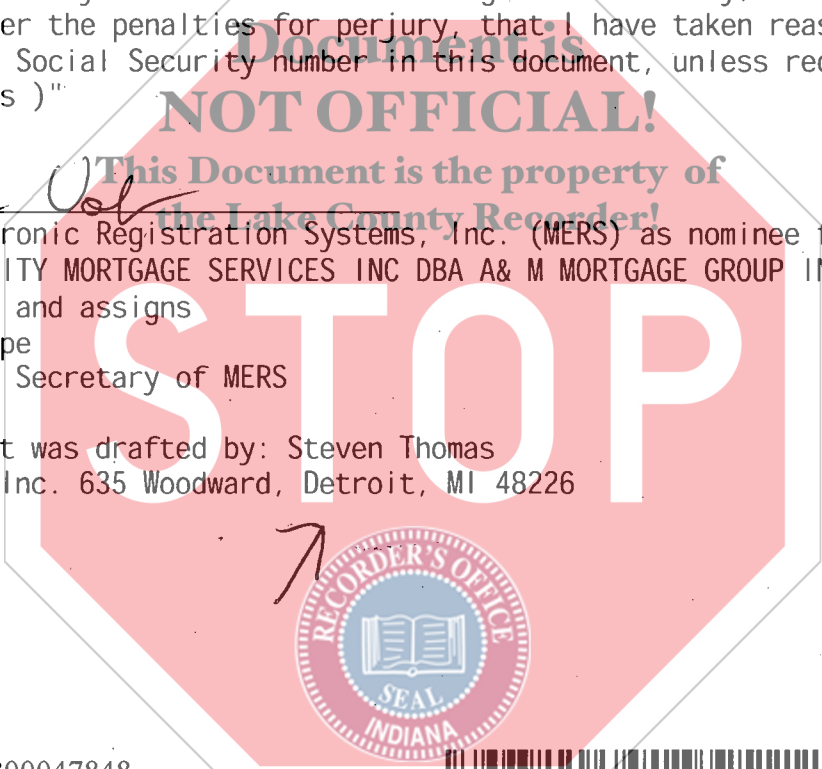 er the penalties for perjury, that I have taken reas
Document is
Social Security number in this document, unless rec
s )"
NOT OFFICIAL!
This Document is the property of
the Lake County Recorder!
ronic Registration Systems, Inc. (MERS) as nominee f
ITY MORTGAGE SERVICES INC DBA A& M MORTGAGE GROUP IN
and assigns
pe
Secretary of MERS
STOP
t was drafted by: Steven Thomas
Inc. 635 Woodward, Detroit, MI 48226
RECORDER'S OFFICE
SEAL
INDIANA